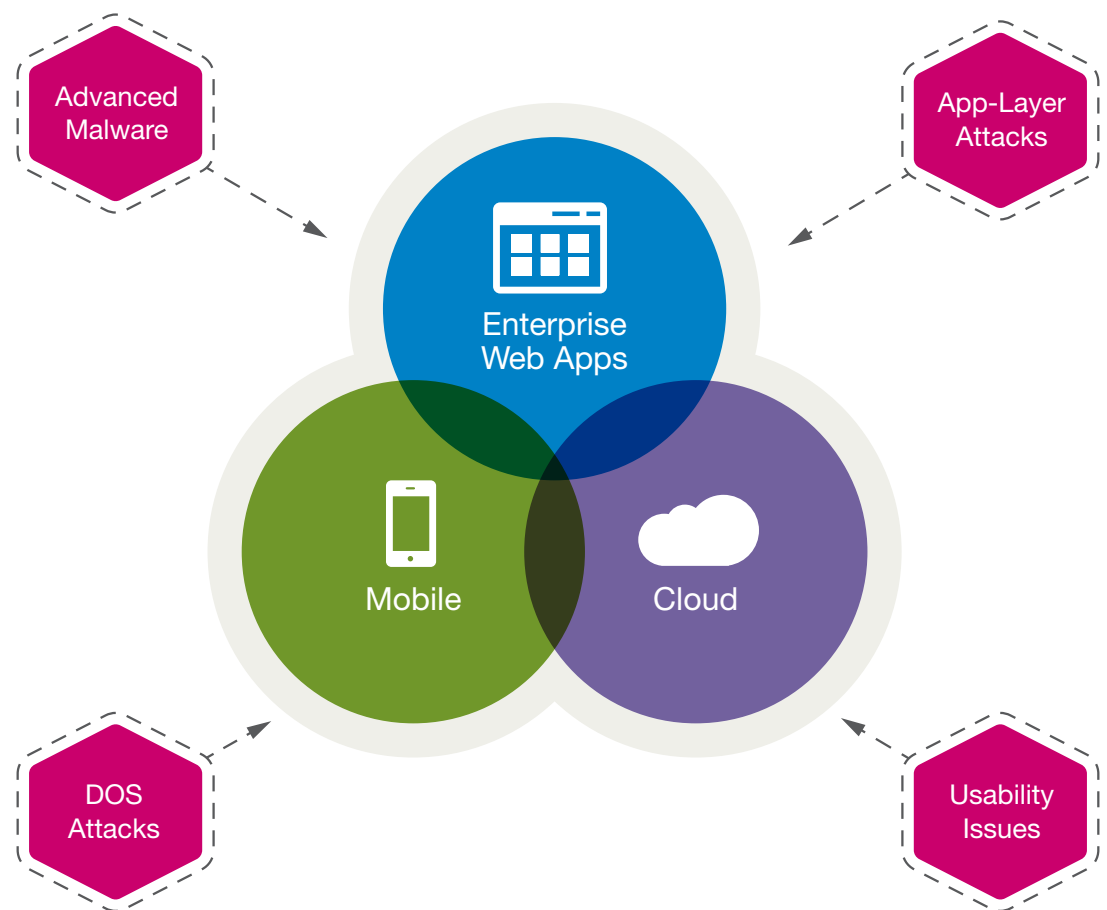 Advanced
Malware
App-Layer
Attacks
Enterprise
Web Apps
Mobile
Cloud
DOS
Attacks
Usability
Issues